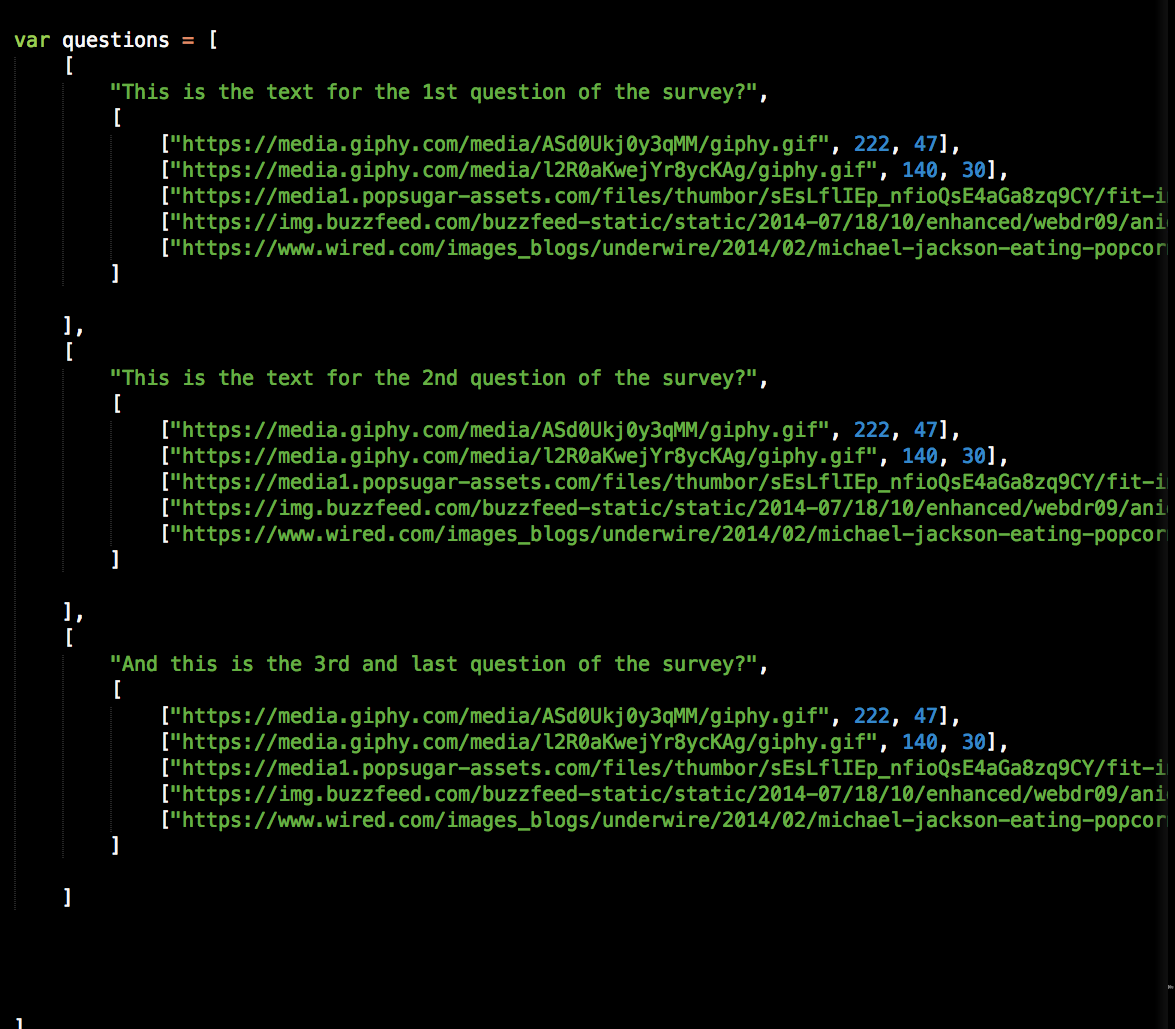 var questions = [
[
"This is the text for the 1st question of the survey?",
[
["https://media.giphy.com/media/ASd0Ukj0y3qMM/giphy.gif", 222, 47],
["https://media.giphy.com/media/l2R0aKwejYr8ycKAg/giphy.gif", 140, 30],
["https://media1.popsugar-assets.com/files/thumbor/sEsLflIEp_nfioQsE4aGa8zq9CY/fit-i
["https://img.buzzfeed.com/buzzfeed-static/static/2014-07/18/10/enhanced/webdr09/ani
["https://www.wired.com/images_blogs/underwire/2014/02/michael-jackson-eating-popcor
]
],
[
"This is the text for the 2nd question of the survey?",
[
["https://media.giphy.com/media/ASd0Ukj0y3qMM/giphy.gif", 222, 47],
["https://media.giphy.com/media/l2R0aKwejYr8ycKAg/giphy.gif", 140, 30],
["https://media1.popsugar-assets.com/files/thumbor/sEsLflIEp_nfioQsE4aGa8zq9CY/fit-i
["https://img.buzzfeed.com/buzzfeed-static/static/2014-07/18/10/enhanced/webdr09/ani
["https://www.wired.com/images_blogs/underwire/2014/02/michael-jackson-eating-popcor
]
],
[
"And this is the 3rd and last question of the survey?",
[
["https://media.giphy.com/media/ASd0Ukj0y3qMM/giphy.gif", 222, 47],
["https://media.giphy.com/media/l2R0aKwejYr8ycKAg/giphy.gif", 140, 30],
["https://media1.popsugar-assets.com/files/thumbor/sEsLflIEp_nfioQsE4aGa8zq9CY/fit-i
["https://img.buzzfeed.com/buzzfeed-static/static/2014-07/18/10/enhanced/webdr09/ani
["https://www.wired.com/images_blogs/underwire/2014/02/michael-jackson-eating-popcor
]
]
]